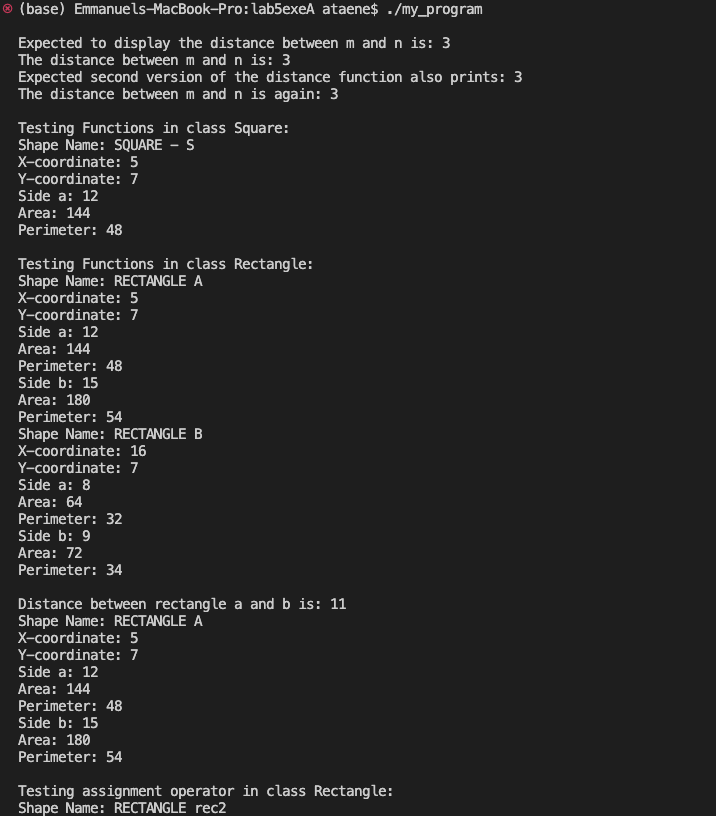 (base) Emmanuels-MacBook-Pro:lab5exeA ataene$ ./my_program
Expected to display the distance between m and n is: 3
The distance between m and n is: 3
Expected second version of the distance function also prints: 3
The distance between m and n is again: 3
Testing Functions in class Square:
Shape Name: SQUARE - S
X-coordinate: 5
Y-coordinate: 7
Side a: 12
Area: 144
Perimeter: 48
Testing Functions in class Rectangle:
Shape Name: RECTANGLE A
X-coordinate: 5
Y-coordinate: 7
Side a: 12
Area: 144
Perimeter: 48
Side b: 15
Area: 180
Perimeter: 54
Shape Name: RECTANGLE B
X-coordinate: 16
Y-coordinate: 7
Side a: 8
Area: 64
Perimeter: 32
Side b: 9
Area: 72
Perimeter: 34
Distance between rectangle a and b is: 11
Shape Name: RECTANGLE A
X-coordinate: 5
Y-coordinate: 7
Side a: 12
Area: 144
Perimeter: 48
Side b: 15
Area: 180
Perimeter: 54
Testing assignment operator in class Rectangle:
Shape Name: RECTANGLE rec2